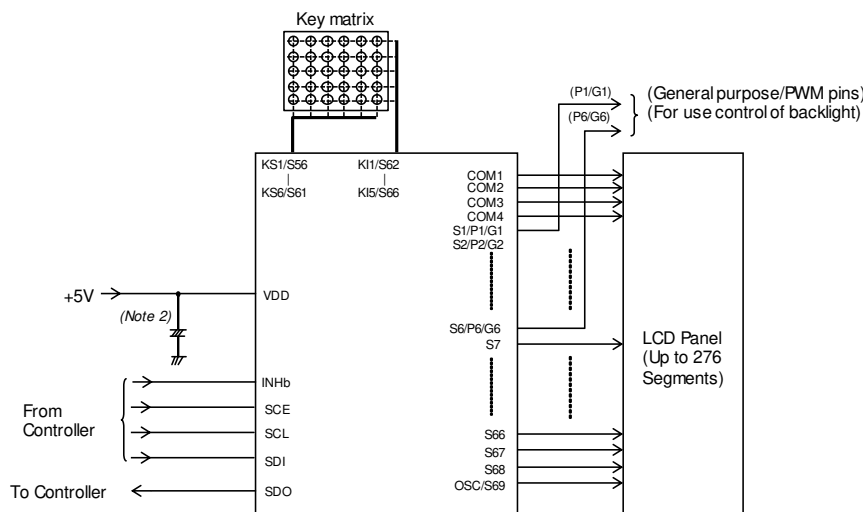 Key matrix
(P1/G1)
(P6/G6)
(General purpose/PWM pins)
(For use control of backlight)
KS1/S56
|
KS6/S61
KI1/S62
|
KI5/S66
COM1
COM2
COM3
COM4
S1/P1/G1
S2/P2/G2
+5V
(Note 2)
VDD
S6/P6/G6
S7
LCD Panel
(Up to 276
Segments)
From
Controller
INHb
SCE
SCL
SDI
To Controller
SDO
S66
S67
S68
OSC/S69